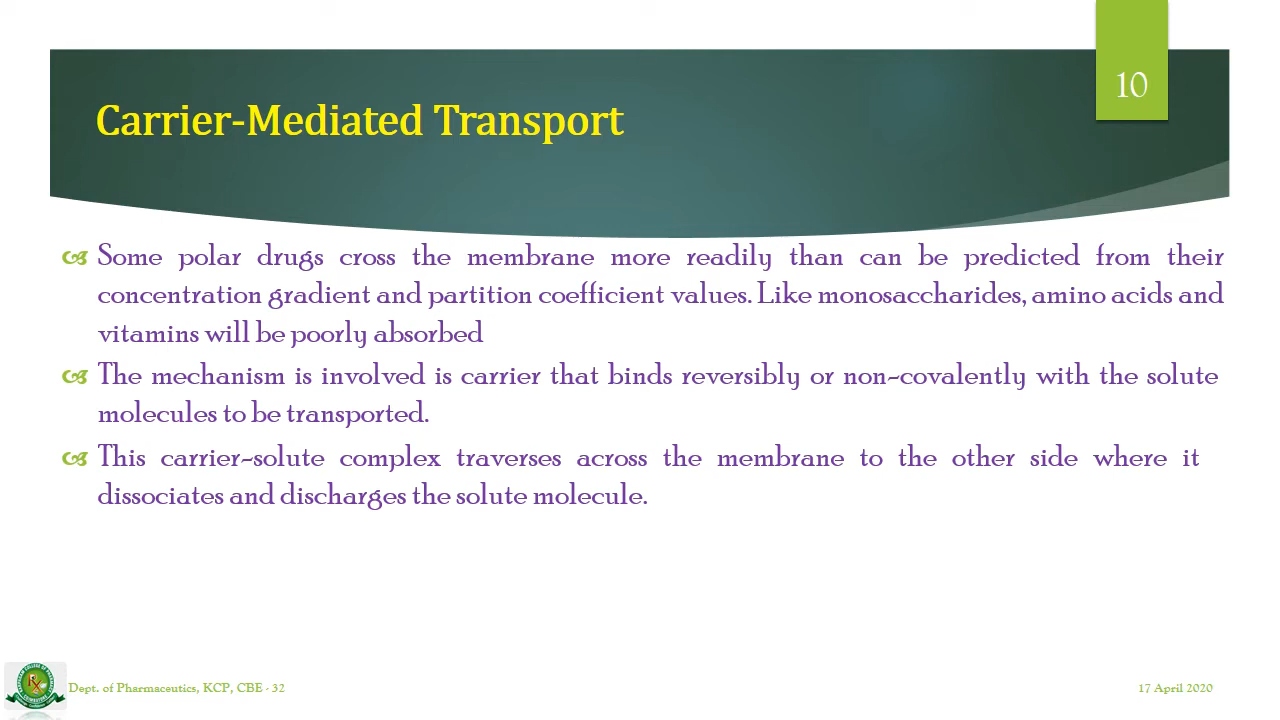 10
Carrier-Mediated Transport
Some polar drugs cross the membrane more readily than can be predicted from their
concentration gradient and partition coefficient values. Like monosaccharides, amino acids and
vitamins will be poorly absorbed
The mechanism is involved is carrier that binds reversibly or non-covalently with the solute
molecules to be transported.
This carrier-solute complex traverses across the membrane to the other side where it
dissociates and discharges the solute molecule.
Dept. of Pharmaceutics, KCP, CBE - 32
17 April 2020